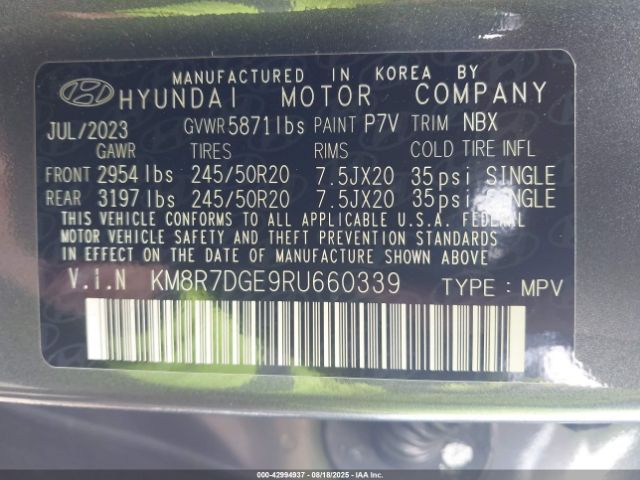 MANUFACTURED IN KOREA BY
HYUNDAI MOTOR COMPANY
JUL/2023 GVWR 5871lbs PAINT P7V TRIM NBX
GAWR TIRES RIMS COLD TIRE INFL
FRONT 2954 lbs 245/50R20 7.5JX20 35psi SINGLE
REAR 3197 lbs 245/50R20 7.5JX20 35psi SINGLE
THIS VEHICLE CONFORMS TO ALL APPLICABLE U.S.A. FEDERAL
MOTOR VEHICLE SAFETY AND THEFT PREVENTION STANDARDS
IN EFFECT ON THE DATE OF MANUFACTURE SHOWN ABOVE
V.i.N KM8R7DGE9RU660339 TYPE : MPV
000-42994937 - 08/18/2025 - IAAI.COM